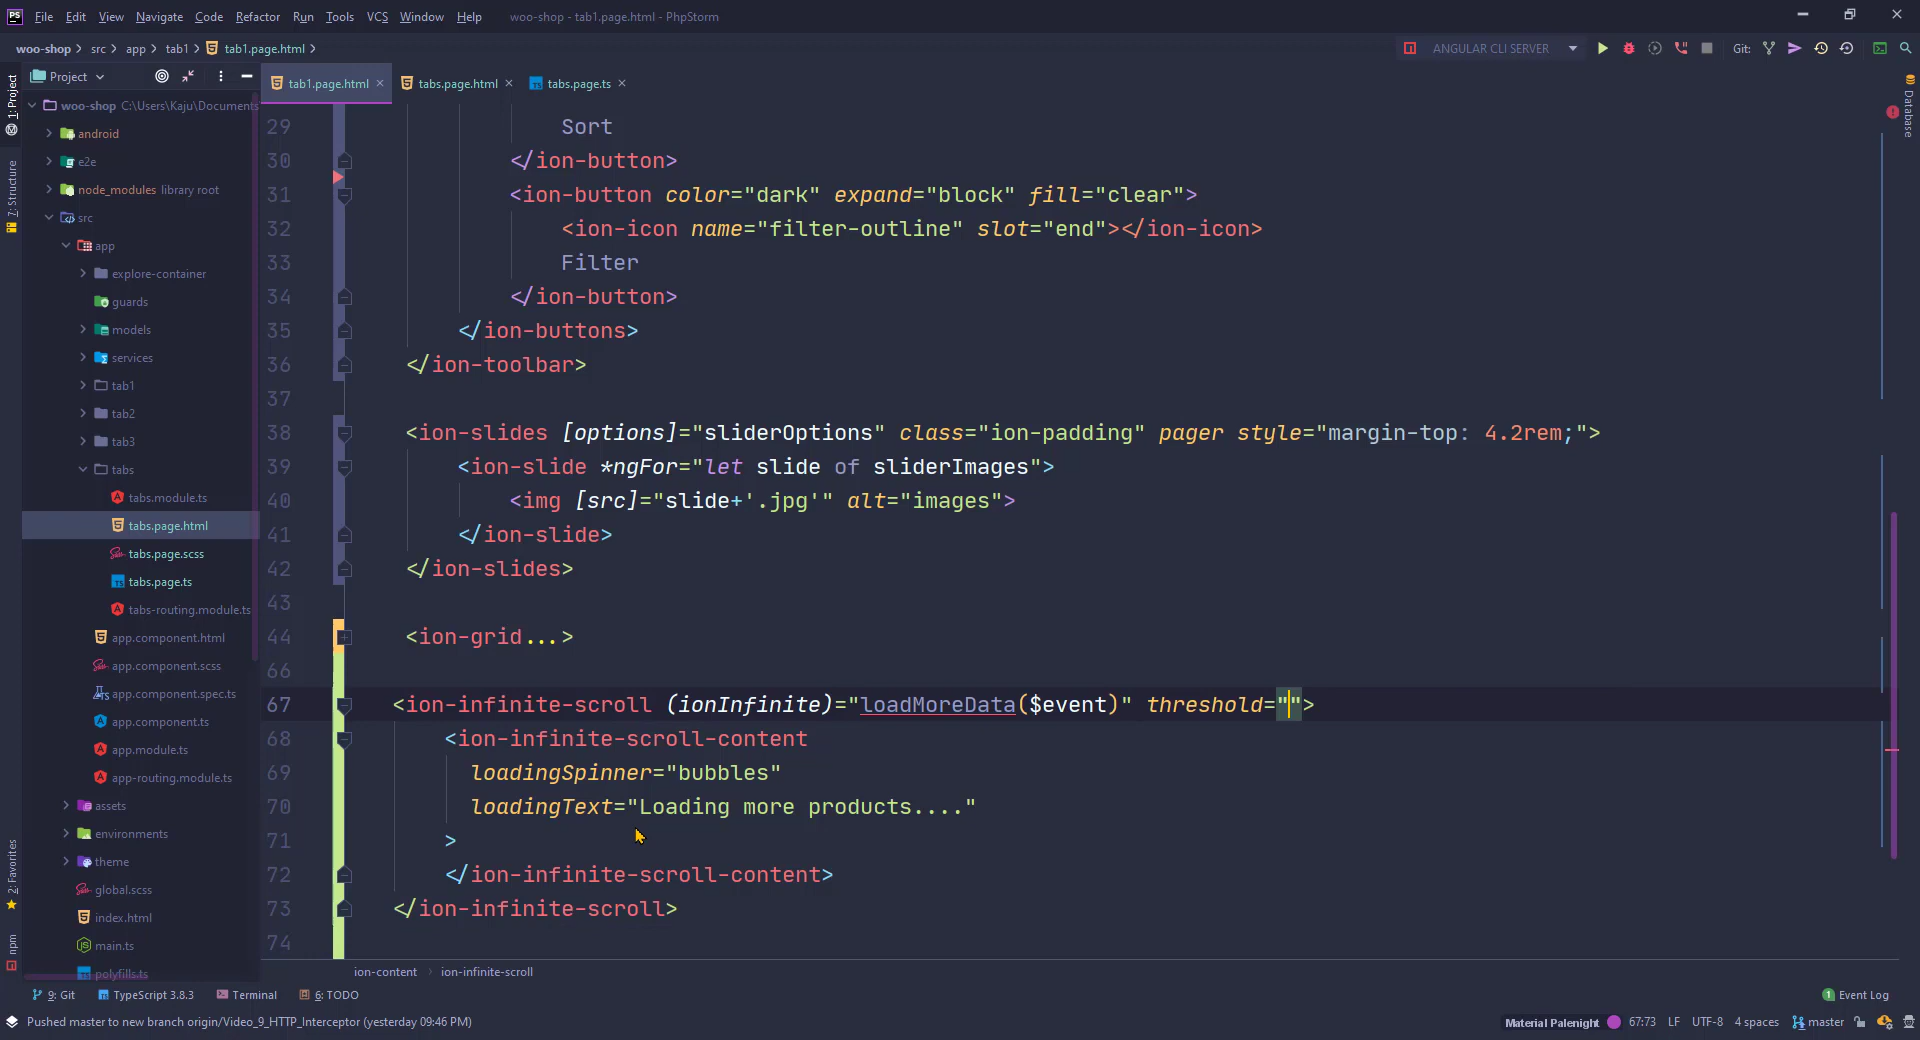 PS File Edit View Navigate Code Refactor Run Tools VCS Window Help woo-shop - tab1.page.html - PhpStorm
woo-shop src app tab1 tab1.page.html ANGULAR CLI SERVER Git:
Project tab1.page.html tabs.page.html tabs.page.ts
1: Project
7: Structure
2: Favorites
npm
woo-shop C:\Users\Kaju\Documents
android
e2e
node_modules library root
src
app
explore-container
guards
models
services
tab1
tab2
tab3
tabs
tabs.module.ts
tabs.page.html
tabs.page.scss
tabs.page.ts
tabs-routing.module.ts
app.component.html
app.component.scss
app.component.spec.ts
app.component.ts
app.module.ts
app-routing.module.ts
assets
environments
theme
global.scss
index.html
main.ts
polyfills.ts
29 Sort
30 </ion-button>
31 <ion-button color="dark" expand="block" fill="clear">
32 <ion-icon name="filter-outline" slot="end"></ion-icon>
33 Filter
34 </ion-button>
35 </ion-buttons>
36 </ion-toolbar>
37
38 <ion-slides [options]="sliderOptions" class="ion-padding" pager style="margin-top: 4.2rem;">
39 <ion-slide *ngFor="let slide of sliderImages">
40 <img [src]="slide+'.jpg'" alt="images">
41 </ion-slide>
42 </ion-slides>
43
44 <ion-grid...>
66
67 <ion-infinite-scroll (ionInfinite)="loadMoreData($event)" threshold="">
68 <ion-infinite-scroll-content
69 loadingSpinner="bubbles"
70 loadingText="Loading more products...."
71 >
72 </ion-infinite-scroll-content>
73 </ion-infinite-scroll>
74
Database
ion-content ion-infinite-scroll
9: Git TypeScript 3.8.3 Terminal 6: TODO 1 Event Log
Pushed master to new branch origin/Video_9_HTTP_Interceptor (yesterday 09:46 PM) Material Palenight 67:73 LF UTF-8 4 spaces master